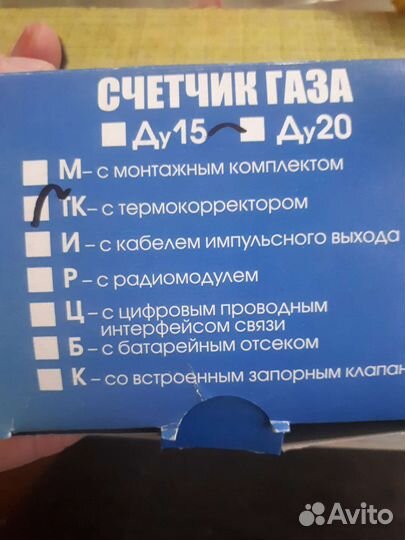 СЧЕТЧИК ГАЗА
Ду15 Ду20
М– с монтажным комплектом
ТК– с термокорректором
И – с кабелем импульсного выхода
Р – с радиомодулем
Ц – с цифровым проводным
интерфейсом связи
Б – с батарейным отсеком
К – со встроенным запорным клапан
Avito